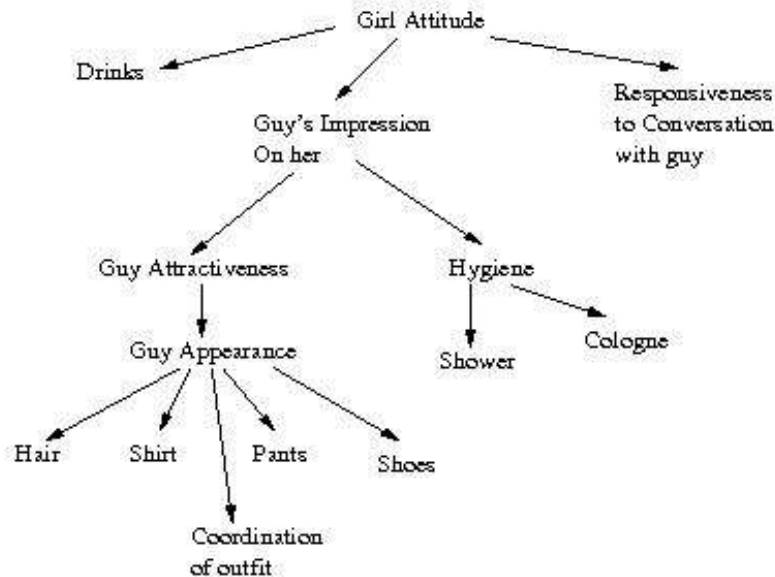 Girl Attitude
Drinks
Responsiveness
to Conversation
with guy
Guy's Impression
On her
Guy Attractiveness
Hygiene
Guy Appearance
Shower
Cologne
Hair
Shirt
Pants
Shoes
Coordination
of outfit